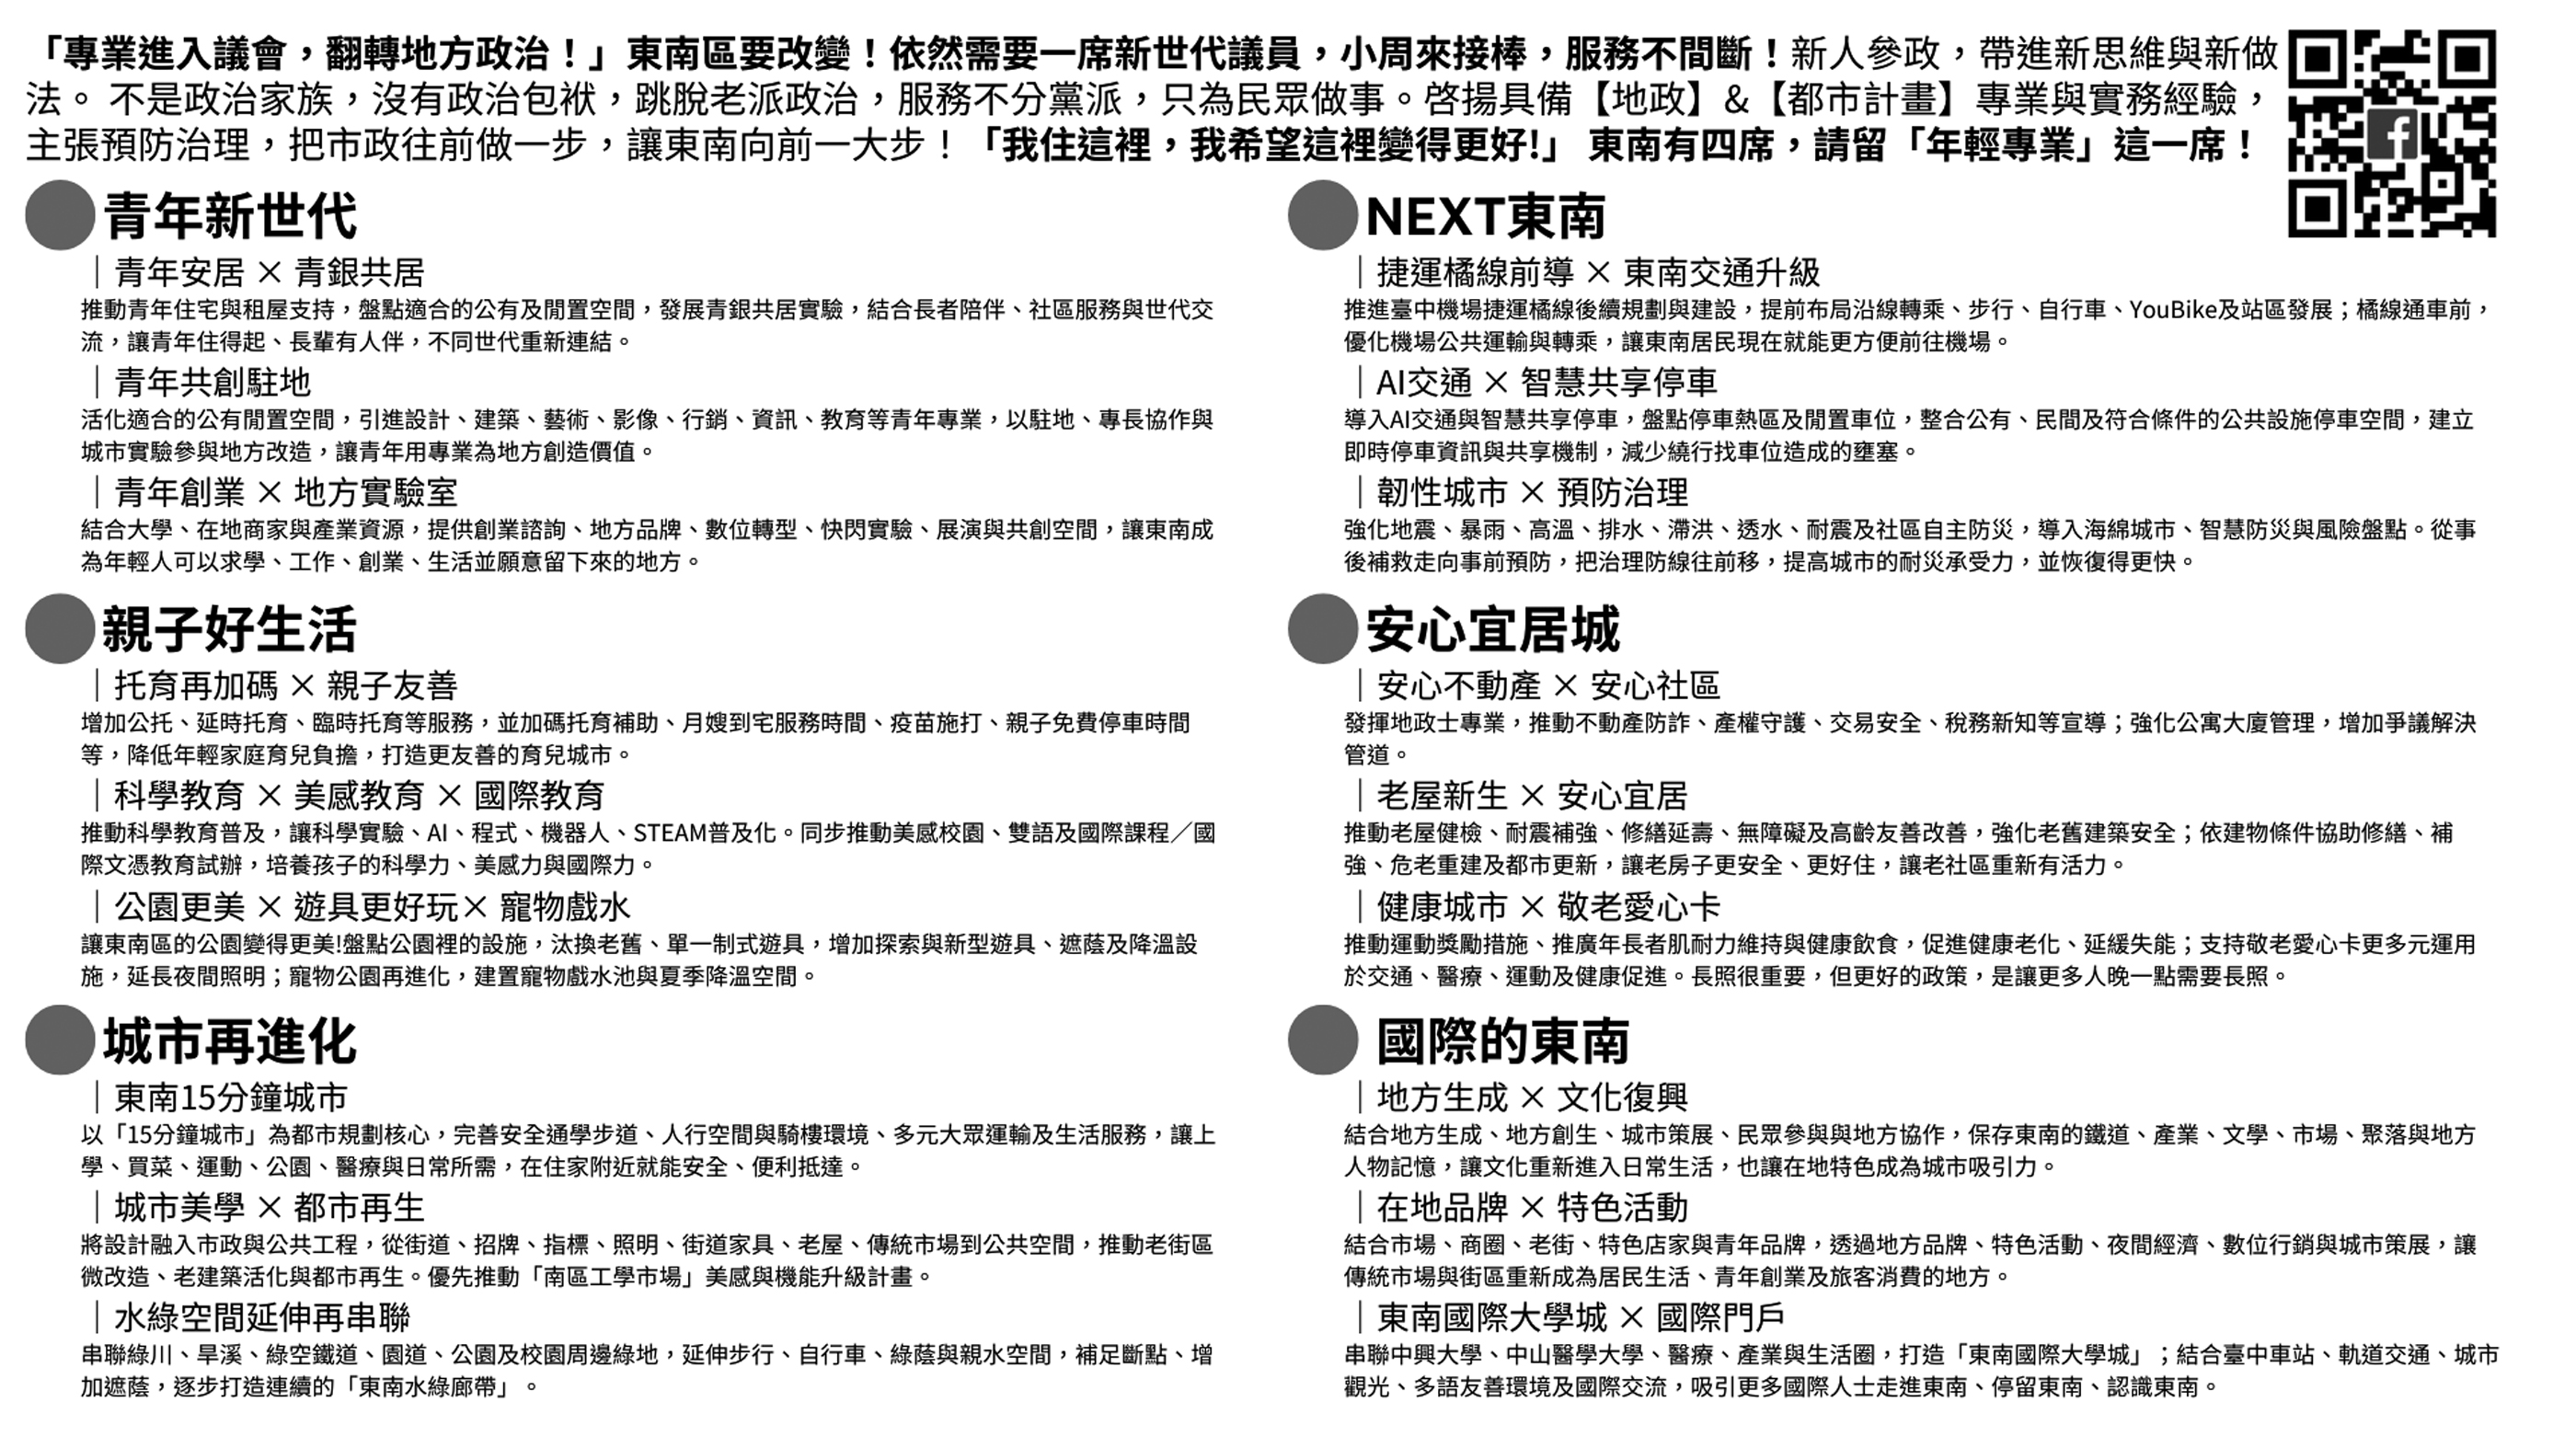 「專業進入議會，翻轉地方政治！」東南區要改變！依然需要一席新世代議員，小周來接棒，服務不間斷！新人參政，帶進新思維與新做
法。 不是政治家族，沒有政治包袱，跳脫老派政治，服務不分黨派，只為民眾做事。啓揚具備【地政】&【都市計畫】專業與實務經驗，
主張預防治理，把市政往前做一步，讓東南向前一大步！「我住這裡，我希望這裡變得更好!」 東南有四席，請留「年輕專業」這一席！
青年新世代
｜青年安居 × 青銀共居
推動青年住宅與租屋支持，盤點適合的公有及閒置空間，發展青銀共居實驗，結合長者陪伴、社區服務與世代交
流，讓青年住得起、長輩有人伴，不同世代重新連結。
｜青年共創駐地
活化適合的公有閒置空間，引進設計、建築、藝術、影像、行銷、資訊、教育等青年專業，以駐地、專長協作與
城市實驗參與地方改造，讓青年用專業為地方創造價值。
｜青年創業 × 地方實驗室
結合大學、在地商家與產業資源，提供創業諮詢、地方品牌、數位轉型、快閃實驗、展演與共創空間，讓東南成
為年輕人可以求學、工作、創業、生活並願意留下來的地方。
親子好生活
｜托育再加碼 × 親子友善
增加公托、延時托育、臨時托育等服務，並加碼托育補助、月嫂到宅服務時間、疫苗施打、親子免費停車時間
等，降低年輕家庭育兒負擔，打造更友善的育兒城市。
｜科學教育 × 美感教育 × 國際教育
推動科學教育普及，讓科學實驗、AI、程式、機器人、STEAM普及化。同步推動美感校園、雙語及國際課程／國
際文憑教育試辦，培養孩子的科學力、美感力與國際力。
｜公園更美 × 遊具更好玩× 寵物戲水
讓東南區的公園變得更美!盤點公園裡的設施，汰換老舊、單一制式遊具，增加探索與新型遊具、遮蔭及降溫設
施，延長夜間照明；寵物公園再進化，建置寵物戲水池與夏季降溫空間。
城市再進化
｜東南15分鐘城市
以「15分鐘城市」為都市規劃核心，完善安全通學步道、人行空間與騎樓環境、多元大眾運輸及生活服務，讓上
學、買菜、運動、公園、醫療與日常所需，在住家附近就能安全、便利抵達。
｜城市美學 × 都市再生
將設計融入市政與公共工程，從街道、招牌、指標、照明、街道家具、老屋、傳統市場到公共空間，推動老街區
微改造、老建築活化與都市再生。優先推動「南區工學市場」美感與機能升級計畫。
｜水綠空間延伸再串聯
串聯綠川、旱溪、綠空鐵道、園道、公園及校園周邊綠地，延伸步行、自行車、綠蔭與親水空間，補足斷點、增
加遮蔭，逐步打造連續的「東南水綠廊帶」。
NEXT東南
｜捷運橘線前導 × 東南交通升級
推進臺中機場捷運橘線後續規劃與建設，提前布局沿線轉乘、步行、自行車、YouBike及站區發展；橘線通車前，
優化機場公共運輸與轉乘，讓東南居民現在就能更方便前往機場。
｜AI交通 × 智慧共享停車
導入AI交通與智慧共享停車，盤點停車熱區及閒置車位，整合公有、民間及符合條件的公共設施停車空間，建立
即時停車資訊與共享機制，減少繞行找車位造成的壅塞。
｜韌性城市 × 預防治理
強化地震、暴雨、高溫、排水、滯洪、透水、耐震及社區自主防災，導入海綿城市、智慧防災與風險盤點。從事
後補救走向事前預防，把治理防線往前移，提高城市的耐災承受力，並恢復得更快。
安心宜居城
｜安心不動產 × 安心社區
發揮地政士專業，推動不動產防詐、產權守護、交易安全、稅務新知等宣導；強化公寓大廈管理，增加爭議解決
管道。
｜老屋新生 × 安心宜居
推動老屋健檢、耐震補強、修繕延壽、無障礙及高齡友善改善，強化老舊建築安全；依建物條件協助修繕、補
強、危老重建及都市更新，讓老房子更安全、更好住，讓老社區重新有活力。
｜健康城市 × 敬老愛心卡
推動運動獎勵措施、推廣年長者肌耐力維持與健康飲食，促進健康老化、延緩失能；支持敬老愛心卡更多元運用
於交通、醫療、運動及健康促進。長照很重要，但更好的政策，是讓更多人晚一點需要長照。
國際的東南
｜地方生成 × 文化復興
結合地方生成、地方創生、城市策展、民眾參與與地方協作，保存東南的鐵道、產業、文學、市場、聚落與地方
人物記憶，讓文化重新進入日常生活，也讓在地特色成為城市吸引力。
｜在地品牌 × 特色活動
結合市場、商圈、老街、特色店家與青年品牌，透過地方品牌、特色活動、夜間經濟、數位行銷與城市策展，讓
傳統市場與街區重新成為居民生活、青年創業及旅客消費的地方。
｜東南國際大學城 × 國際門戶
串聯中興大學、中山醫學大學、醫療、產業與生活圈，打造「東南國際大學城」；結合臺中車站、軌道交通、城市
觀光、多語友善環境及國際交流，吸引更多國際人士走進東南、停留東南、認識東南。